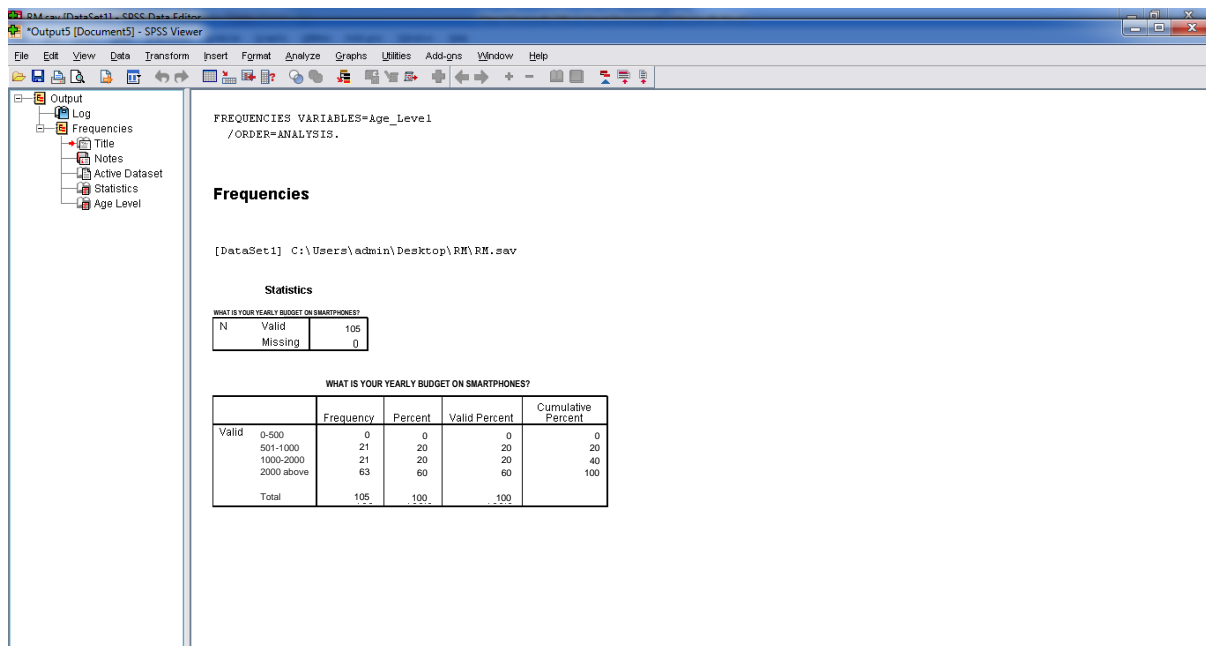 RM.sav [DataSet1] - SPSS Data Editor
*Output5 [Document5] - SPSS Viewer
File Edit View Data Transform Insert Format Analyze Graphs Utilities Add-ons Window Help
Output
Log
Frequencies
Title
Notes
Active Dataset
Statistics
Age Level
FREQUENCIES VARIABLES=Age_Level
/ORDER=ANALYSIS.
Frequencies
[DataSet1] C:\Users\admin\Desktop\RM\RM.sav
Statistics
WHAT IS YOUR YEARLY BUDGET ON SMARTPHONES?
N Valid 105
Missing 0
WHAT IS YOUR YEARLY BUDGET ON SMARTPHONES?
Frequency Percent Valid Percent Cumulative Percent
Valid 0-500 0 0 0 0
501-1000 21 20 20 20
1000-2000 21 20 20 40
2000 above 63 60 60 100
Total 105 100 100